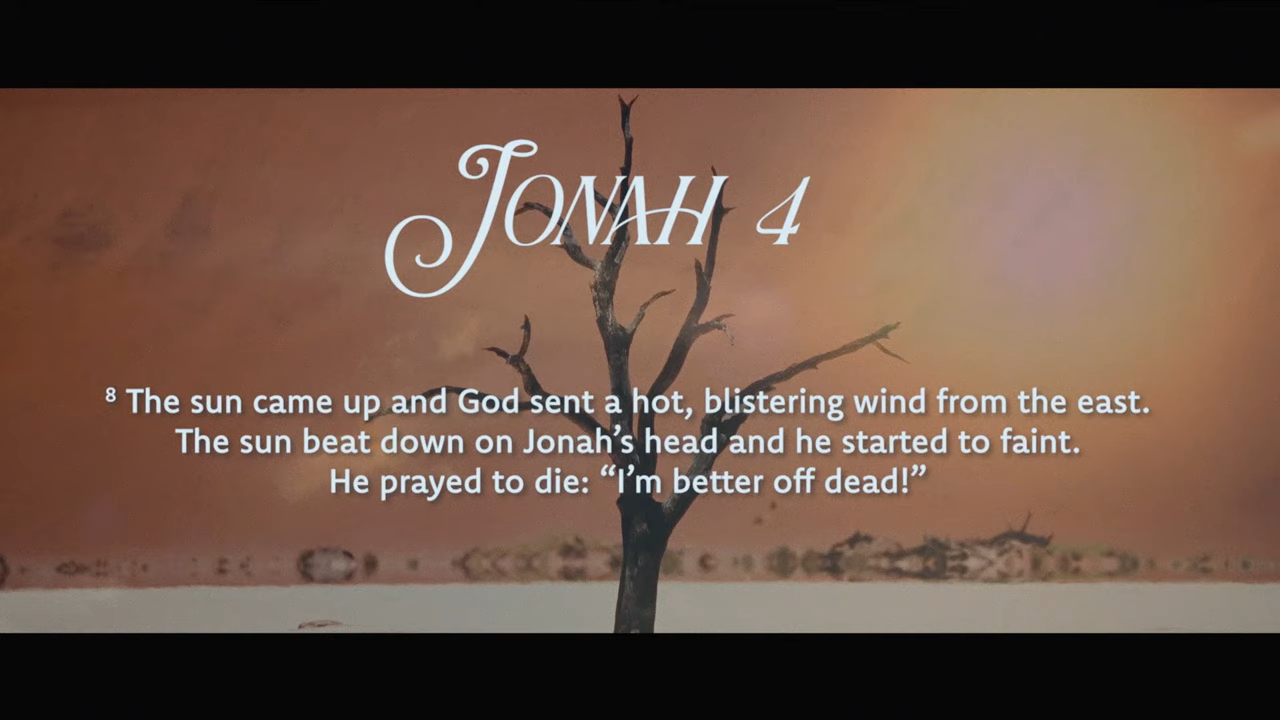 JONAH 4
⁸ The sun came up and God sent a hot, blistering wind from the east.
The sun beat down on Jonah’s head and he started to faint.
He prayed to die: “I’m better off dead!”